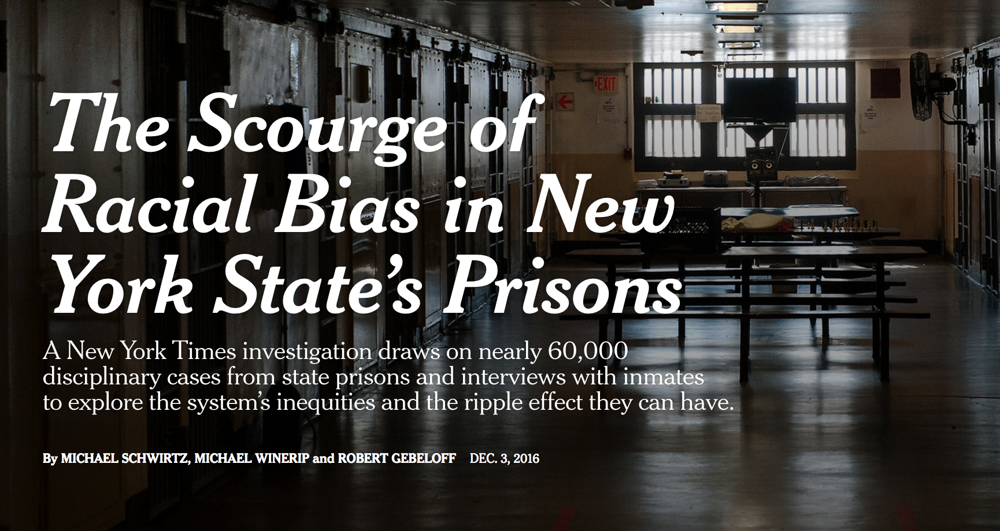 The Scourge of
Racial Bias in New
York State’s Prisons
A New York Times investigation draws on nearly 60,000
disciplinary cases from state prisons and interviews with inmates
to explore the system’s inequities and the ripple effect they can have.
By MICHAEL SCHWIRTZ, MICHAEL WINERIP and ROBERT GEBELOFF DEC. 3, 2016
EXIT